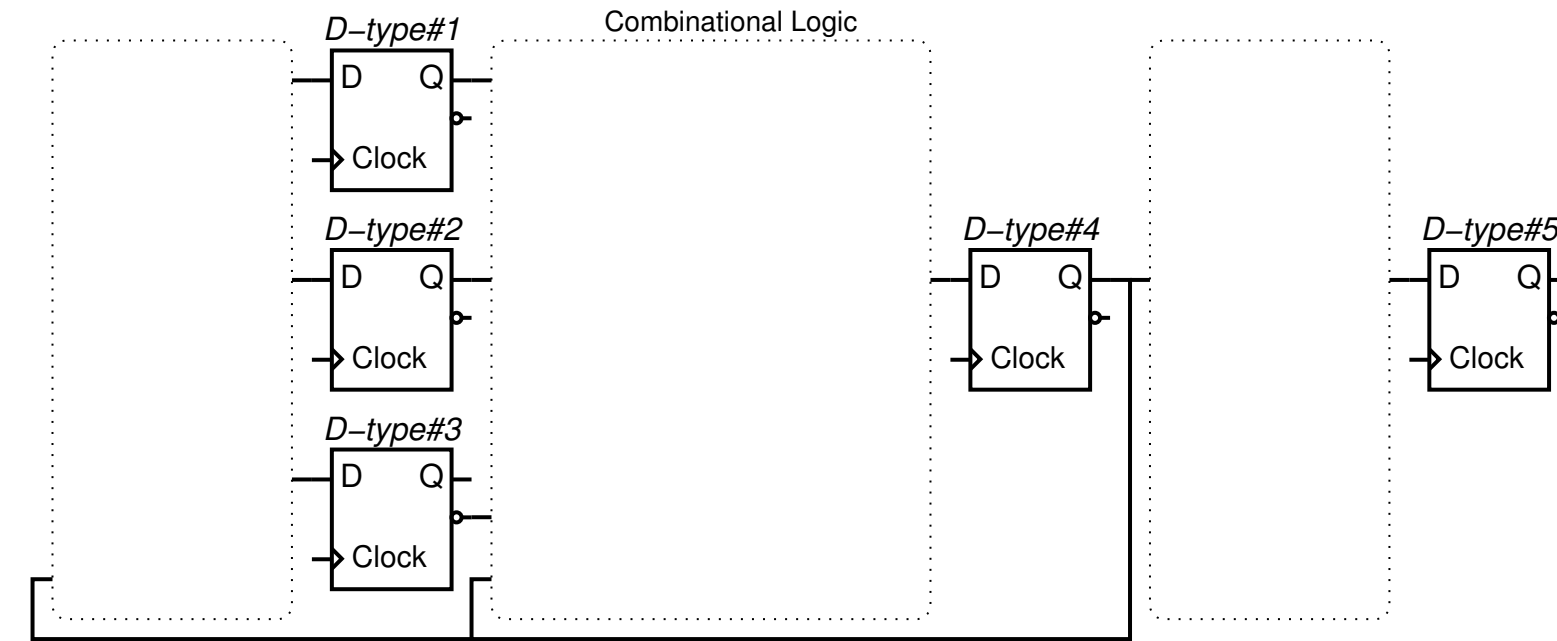 Combinational Logic
D−type#1
D Q
Clock
D−type#2
D Q
Clock
D−type#3
D Q
Clock
D−type#4
D Q
Clock
D−type#5
D Q
Clock